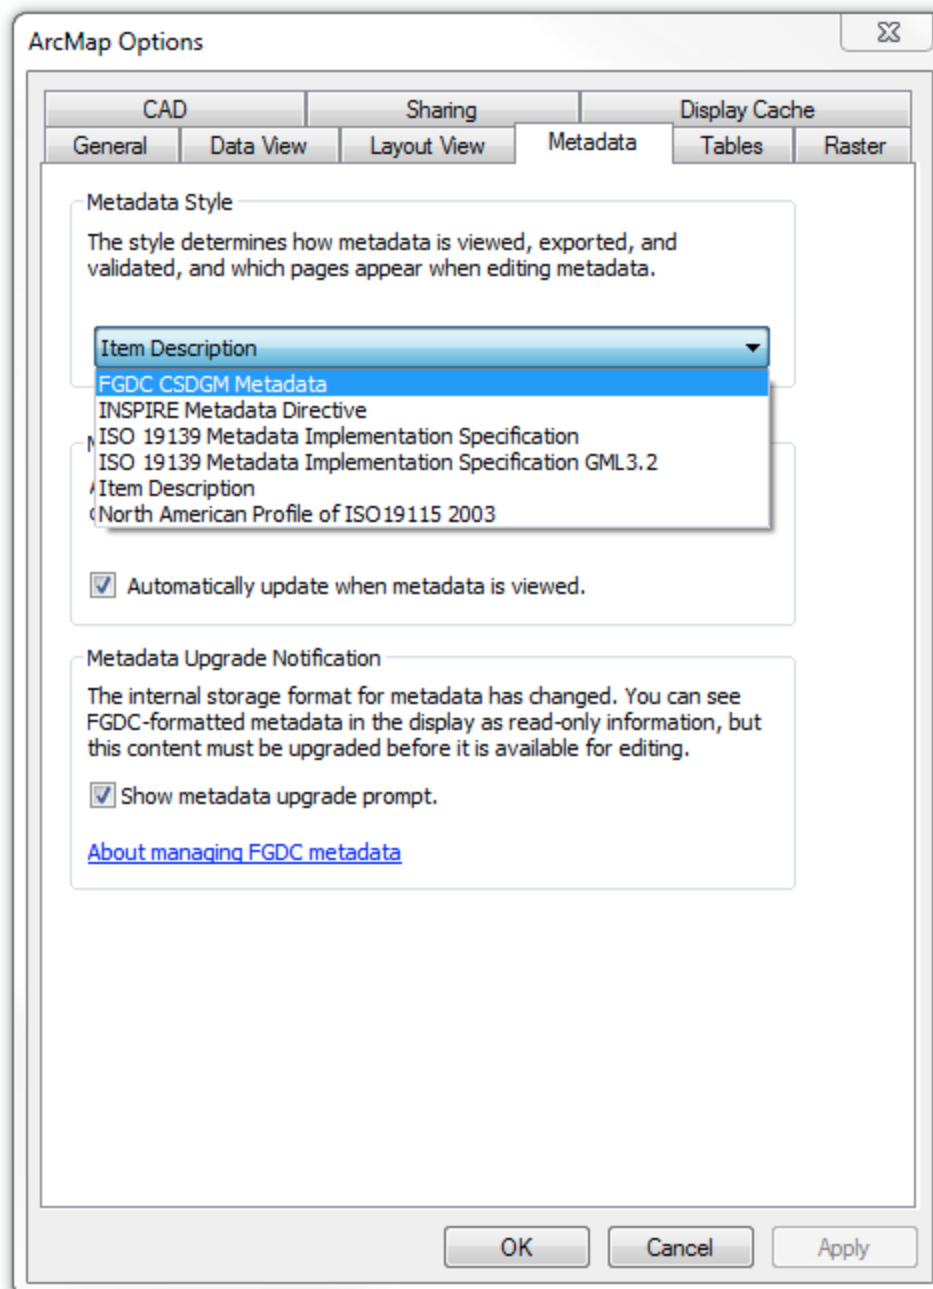 ArcMap Options
CAD
Sharing
Display Cache
General
Data View
Layout View
Metadata
Tables
Raster
Metadata Style
The style determines how metadata is viewed, exported, and
validated, and which pages appear when editing metadata.
Item Description
FGDC CSDGM Metadata
INSPIRE Metadata Directive
ISO 19139 Metadata Implementation Specification
ISO 19139 Metadata Implementation Specification GML3.2
Item Description
North American Profile of ISO19115 2003
Automatically update when metadata is viewed.
Metadata Upgrade Notification
The internal storage format for metadata has changed. You can see
FGDC-formatted metadata in the display as read-only information, but
this content must be upgraded before it is available for editing.
Show metadata upgrade prompt.
About managing FGDC metadata
OK
Cancel
Apply